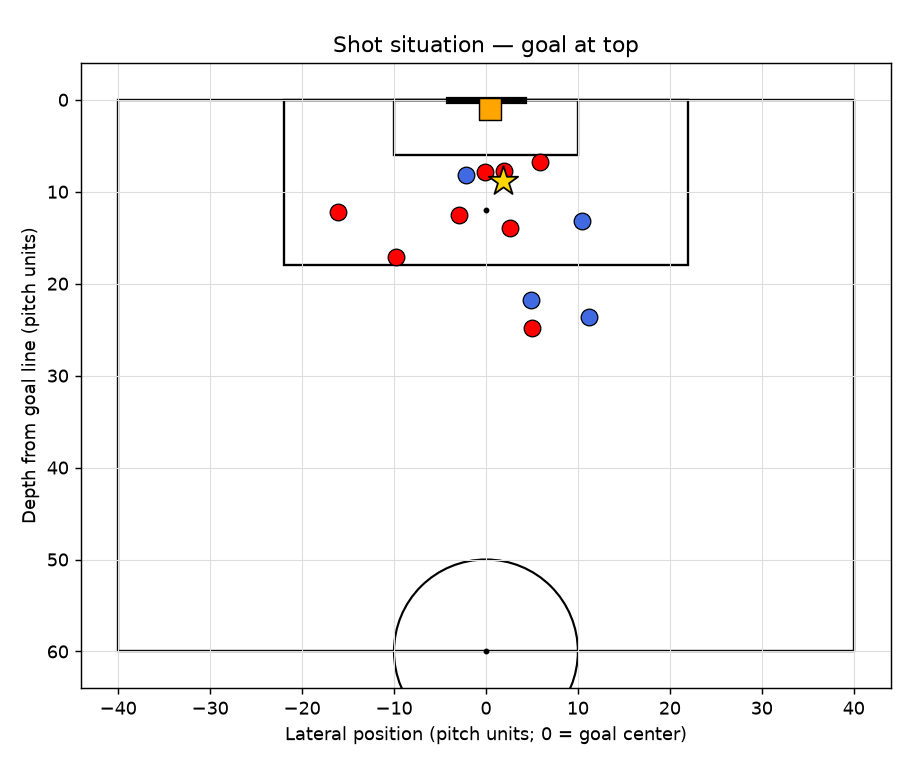 Shot situation — goal at top
0
10
20
30
40
50
60
Depth from goal line (pitch units)
−40 −30 −20 −10 0 10 20 30 40
Lateral position (pitch units; 0 = goal center)